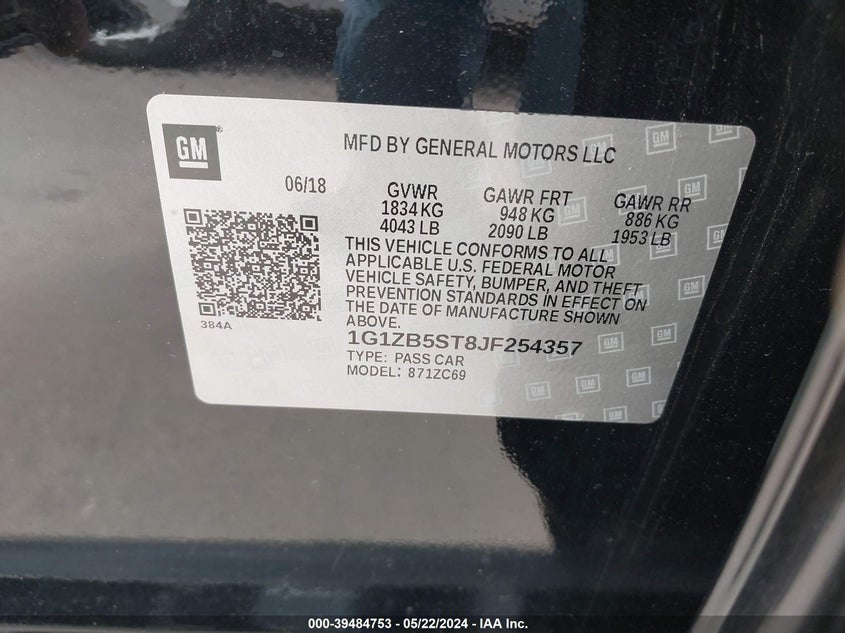 GM
MFD BY GENERAL MOTORS LLC
06/18
GVWR
1834 KG
4043 LB
GAWR FRT
948 KG
2090 LB
GAWR RR
886 KG
1953 LB
THIS VEHICLE CONFORMS TO ALL
APPLICABLE U.S. FEDERAL MOTOR
VEHICLE SAFETY, BUMPER, AND THEFT
PREVENTION STANDARDS IN EFFECT ON
THE DATE OF MANUFACTURE SHOWN
ABOVE.
384A
1G1ZB5ST8JF254357
TYPE: PASS CAR
MODEL: 871ZC69
000-39484753 - 05/22/2024 - IAA Inc.